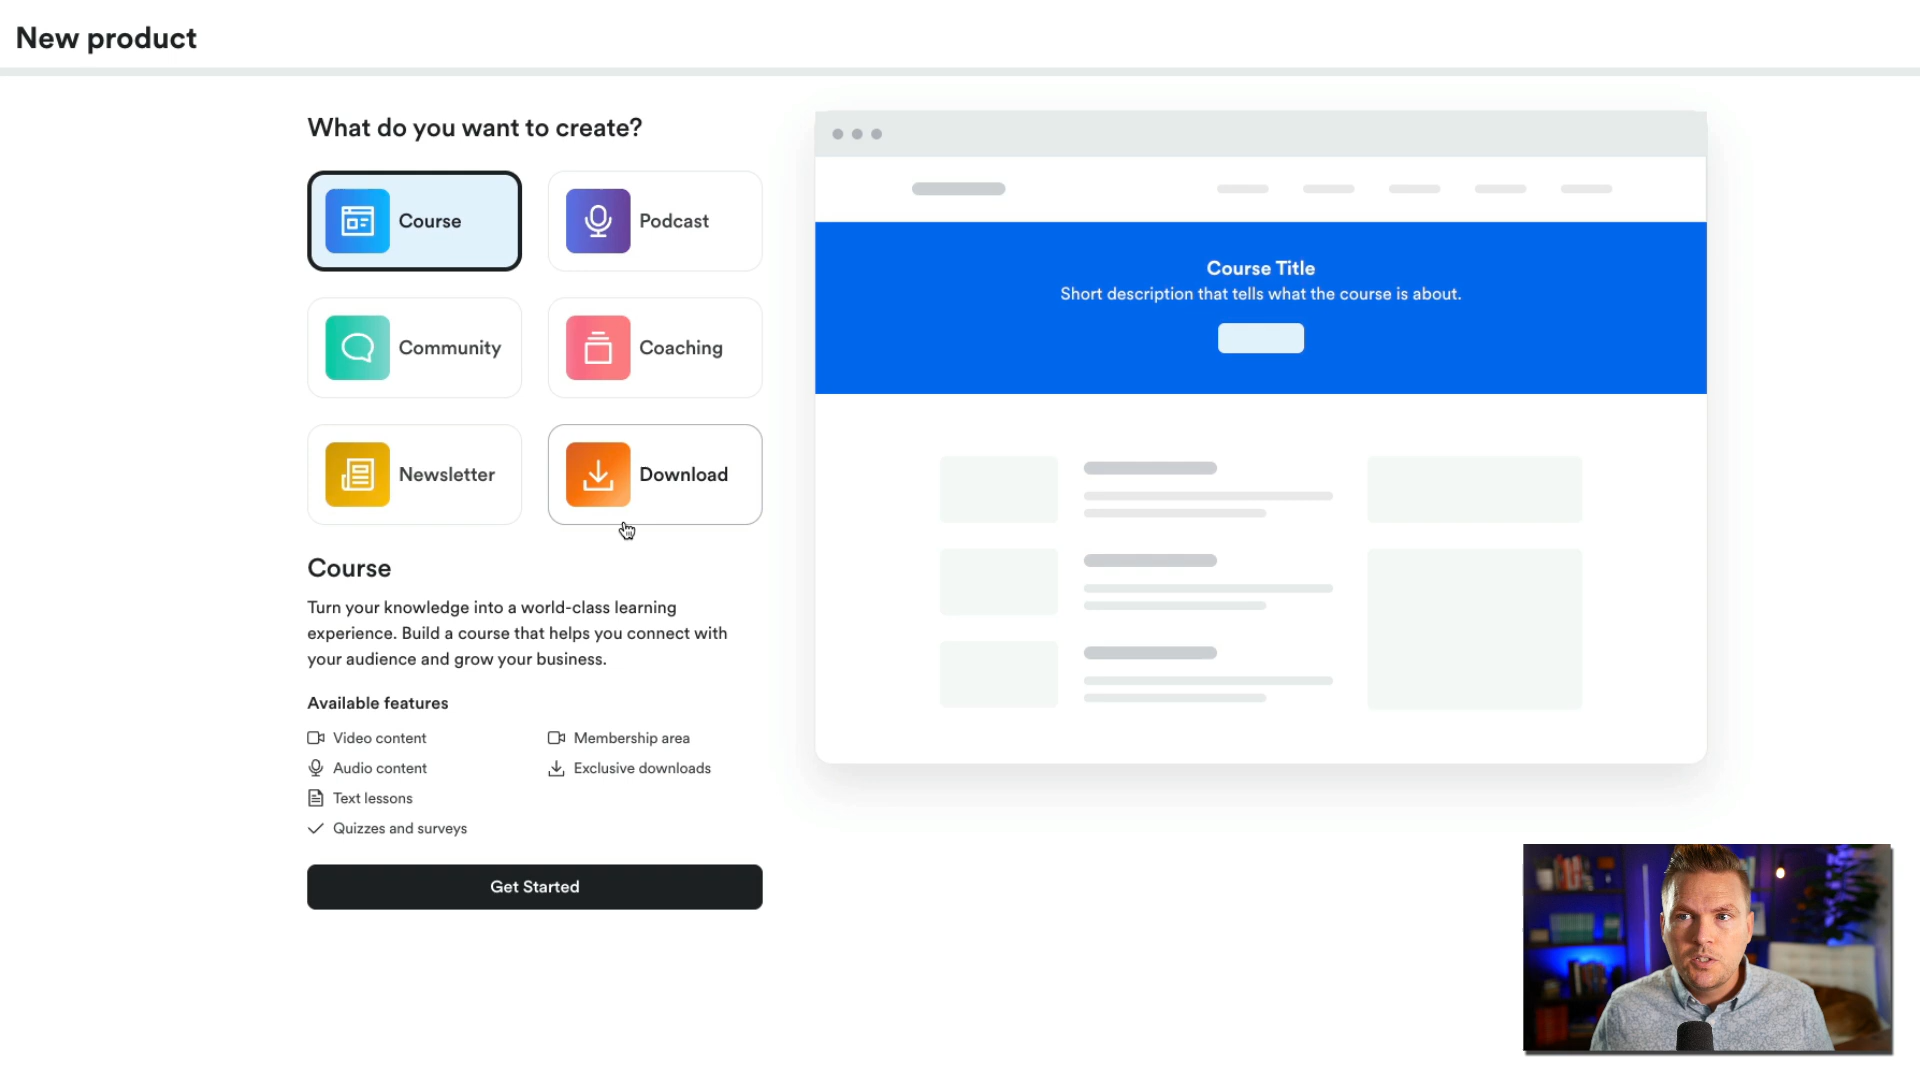 New product
What do you want to create?
Course
Podcast
Community
Coaching
Newsletter
Download
Course
Turn your knowledge into a world-class learning
experience. Build a course that helps you connect with
your audience and grow your business.
Available features
Video content
Membership area
Audio content
Exclusive downloads
Text lessons
Quizzes and surveys
Get Started
Course Title
Short description that tells what the course is about.